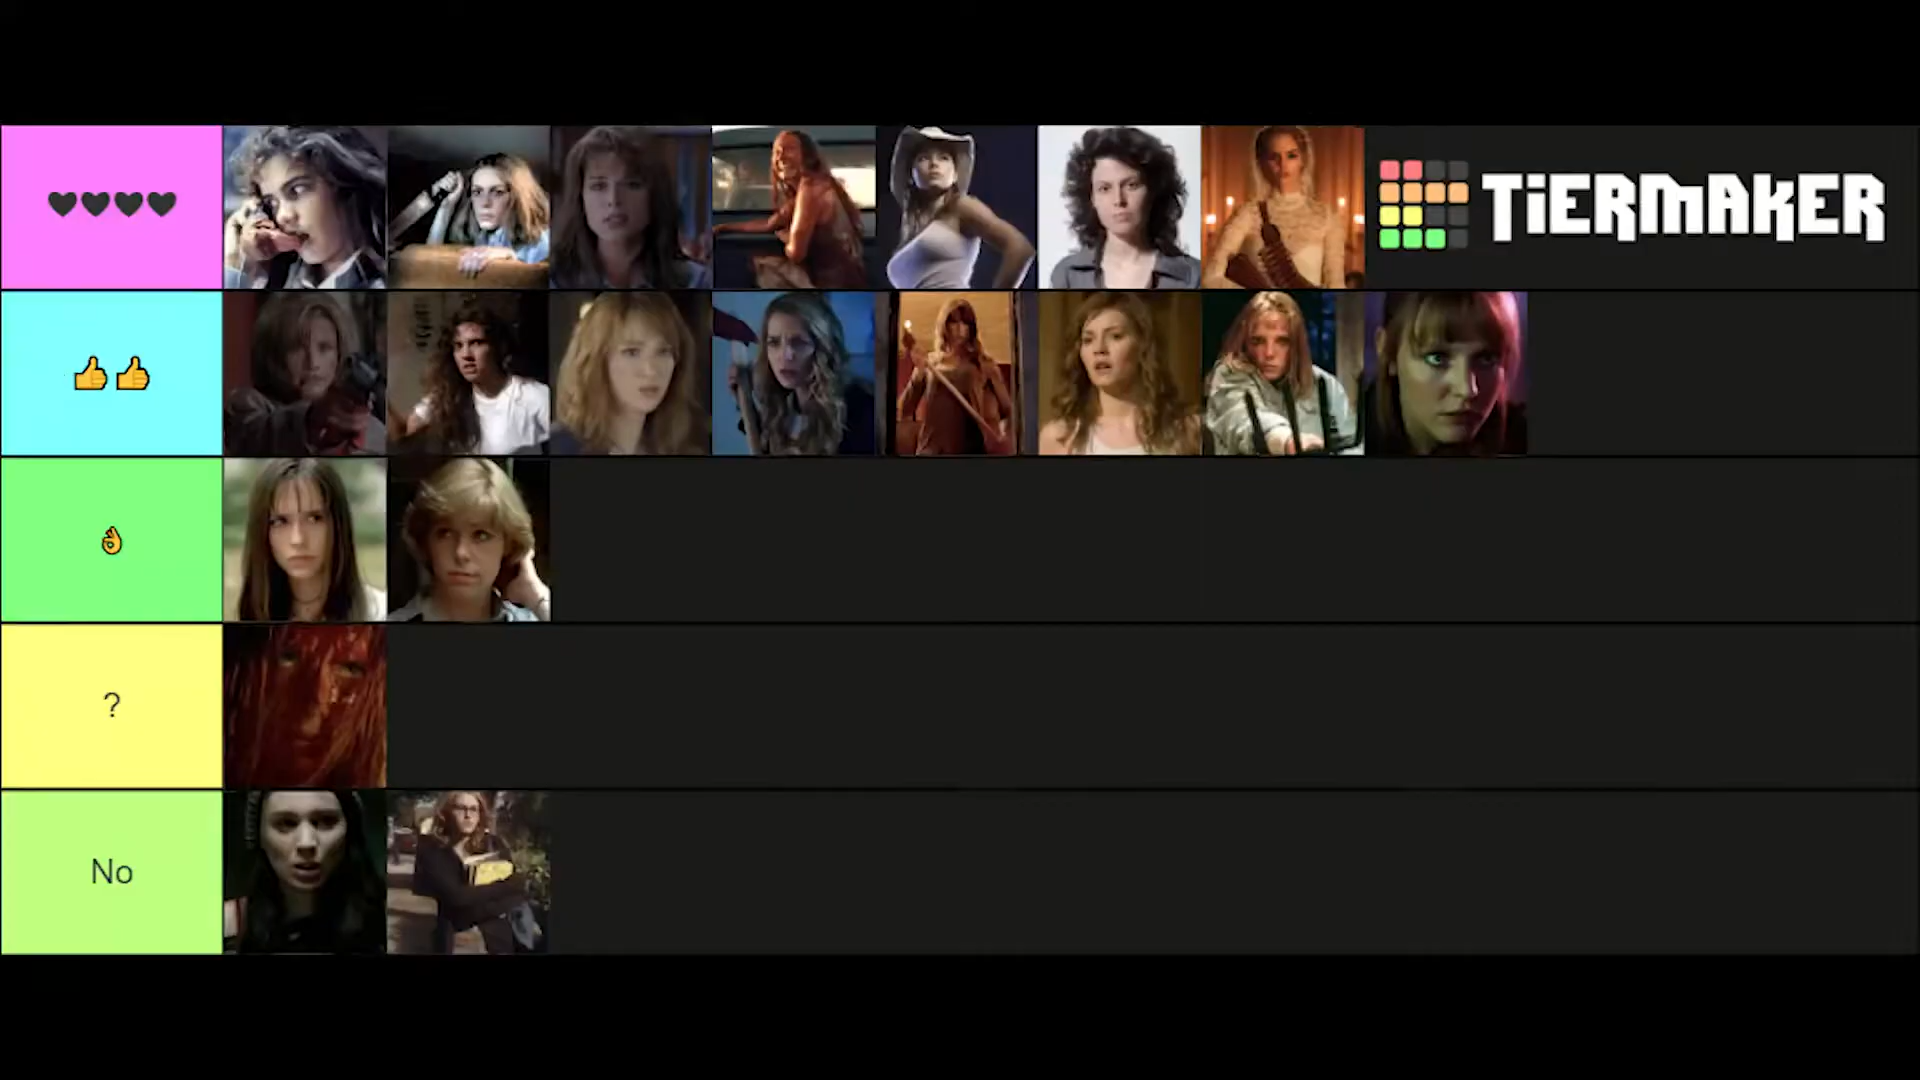 🖤🖤🖤🖤
TiERMAKER
👍👍
👌
?
No